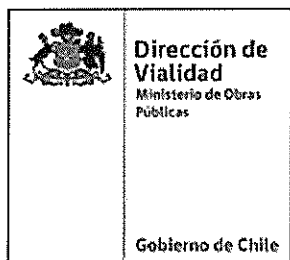 Dirección de
Vialidad
Ministerio de Obras
Públicas
Gobierno de Chile